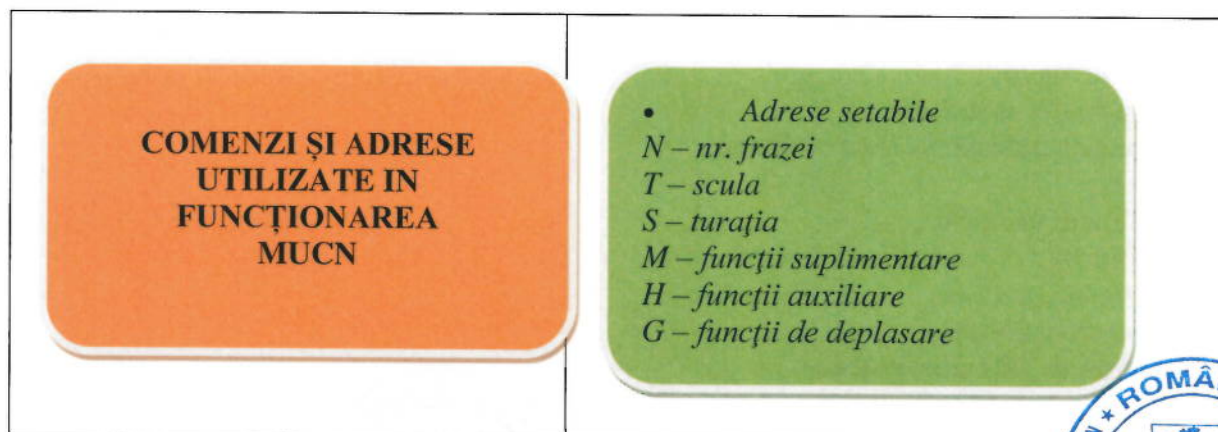 COMENZI ȘI ADRESE
UTILIZATE IN
FUNCȚIONAREA
MUCN
• Adrese setabile
N – nr. frazei
T – scula
S – turația
M – funcții suplimentare
H – funcții auxiliare
G – funcții de deplasare